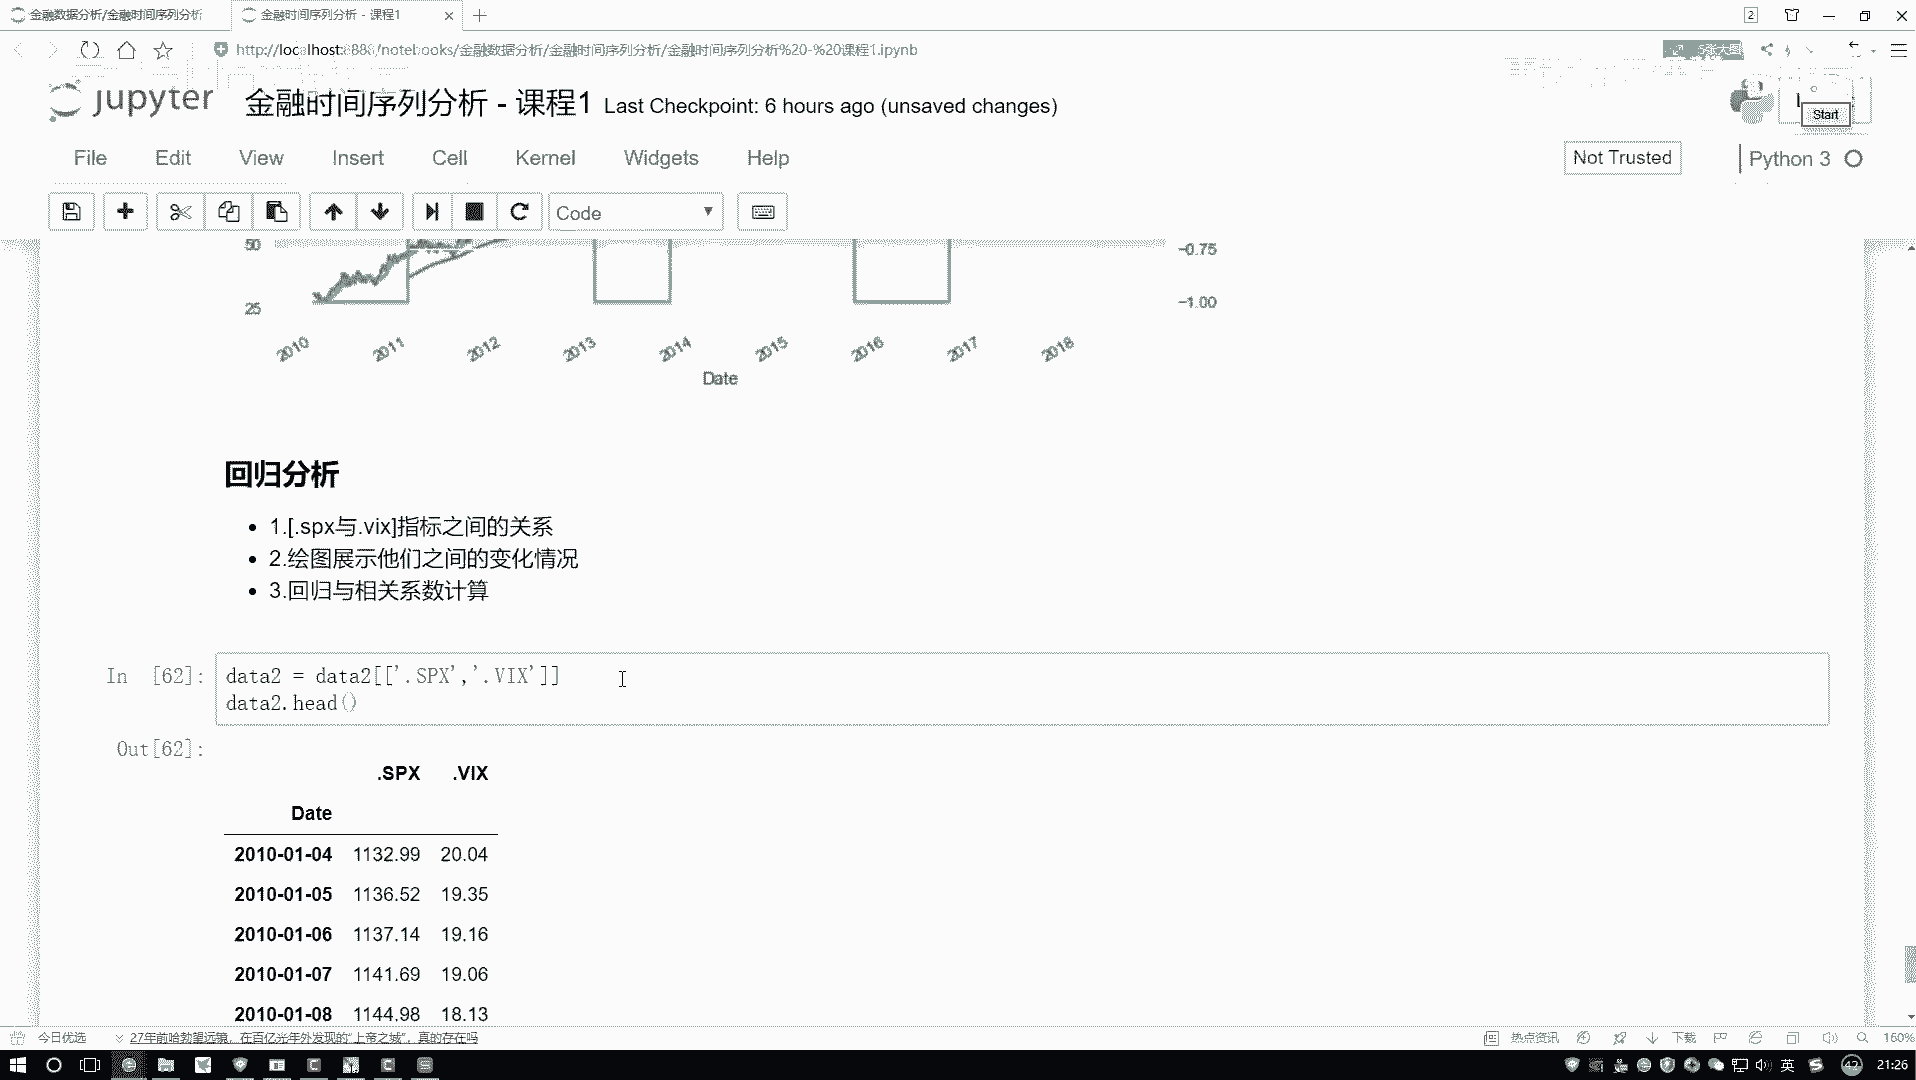 金融数据分析/金融时间序列分析
金融时间序列分析 - 课程1
2
http://localhost:8888/notebooks/金融数据分析/金融时间序列分析/金融时间序列分析%20-%20课程1.ipynb
jupyter
金融时间序列分析 - 课程1
Last Checkpoint: 6 hours ago (unsaved changes)
Start
File Edit View Insert Cell Kernel Widgets Help
Not Trusted
Python 3
Code
50
−0.75
25
−1.00
2010 2011 2012 2013 2014 2015 2016 2017 2018
Date
回归分析
• 1.[.spx与.vix]指标之间的关系
• 2.绘图展示他们之间的变化情况
• 3.回归与相关系数计算
In [62]:
data2 = data2[['.SPX','.VIX']]
data2.head()
Out[62]:
.SPX .VIX
Date
2010-01-04 1132.99 20.04
2010-01-05 1136.52 19.35
2010-01-06 1137.14 19.16
2010-01-07 1141.69 19.06
2010-01-08 1144.98 18.13
今日优选
27年前哈勃望远镜，在百亿光年外发现的“上帝之城”，真的存在吗
热点资讯
下载
160%
英
42
21:26